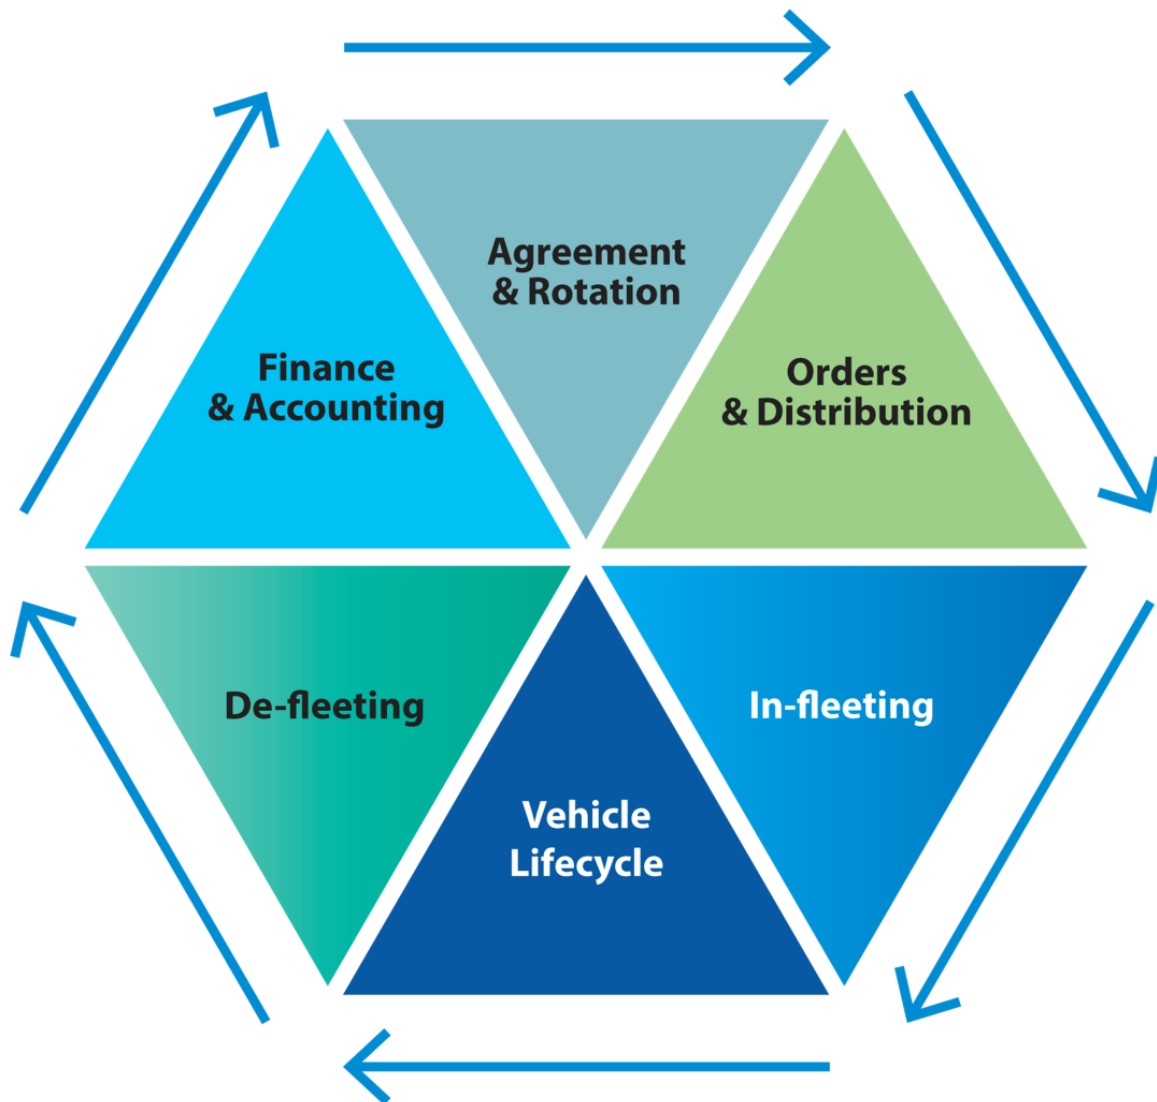 Agreement
& Rotation
Orders
& Distribution
In-fleeting
Vehicle
Lifecycle
De-fleeting
Finance
& Accounting